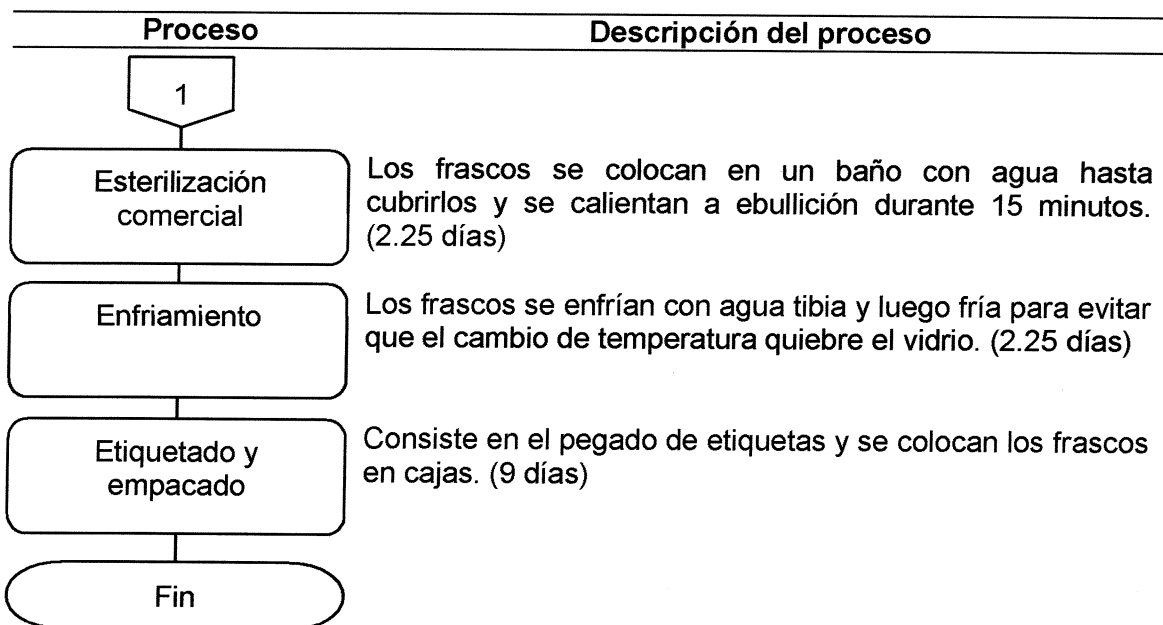 Proceso Descripción del proceso
1
Esterilización
comercial
Los frascos se colocan en un baño con agua hasta
cubrirlos y se calientan a ebullición durante 15 minutos.
(2.25 días)
Enfriamiento
Los frascos se enfrían con agua tibia y luego fría para evitar
que el cambio de temperatura quiebre el vidrio. (2.25 días)
Etiquetado y
empacado
Consiste en el pegado de etiquetas y se colocan los frascos
en cajas. (9 días)
Fin